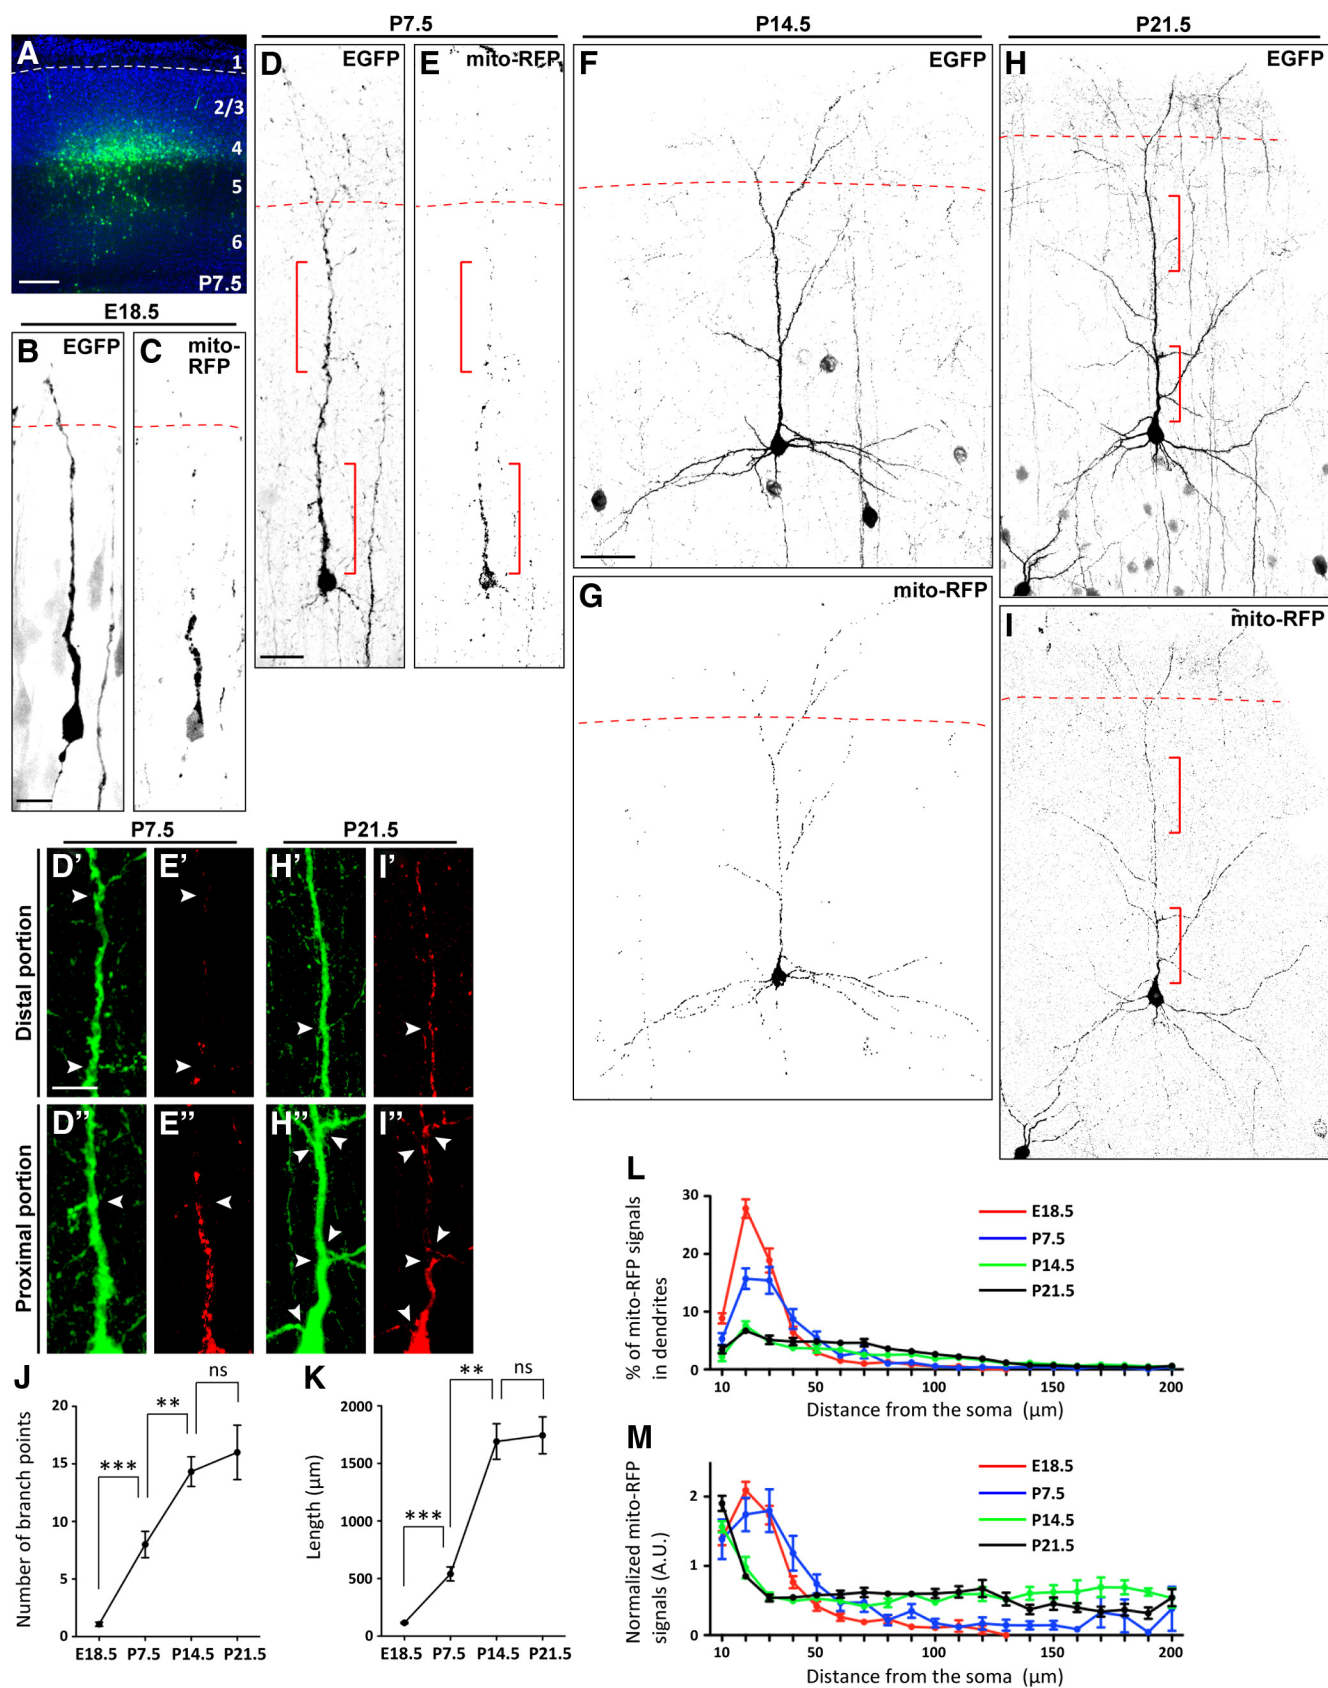 P7.5
P14.5
P21.5
A
1
2/3
4
5
6
P7.5
D
EGFP
E
mito-RFP
F
EGFP
H
EGFP
E18.5
B
EGFP
C
mito-
RFP
G
mito-RFP
I
mito-RFP
P7.5
P21.5
Distal portion
D’
E’
H’
I’
Proximal portion
D’’
E’’
H’’
I’’
J
Number of branch points
20
15
10
5
0
***
**
ns
E18.5 P7.5 P14.5 P21.5
K
Length (µm)
2000
1500
1000
500
0
***
**
ns
E18.5 P7.5 P14.5 P21.5
L
% of mito-RFP signals
in dendrites
30
20
10
0
E18.5
P7.5
P14.5
P21.5
10 50 100 150 200
Distance from the soma (µm)
M
Normalized mito-RFP
signals (A.U.)
2
1
0
E18.5
P7.5
P14.5
P21.5
10 50 100 150 200
Distance from the soma (µm)